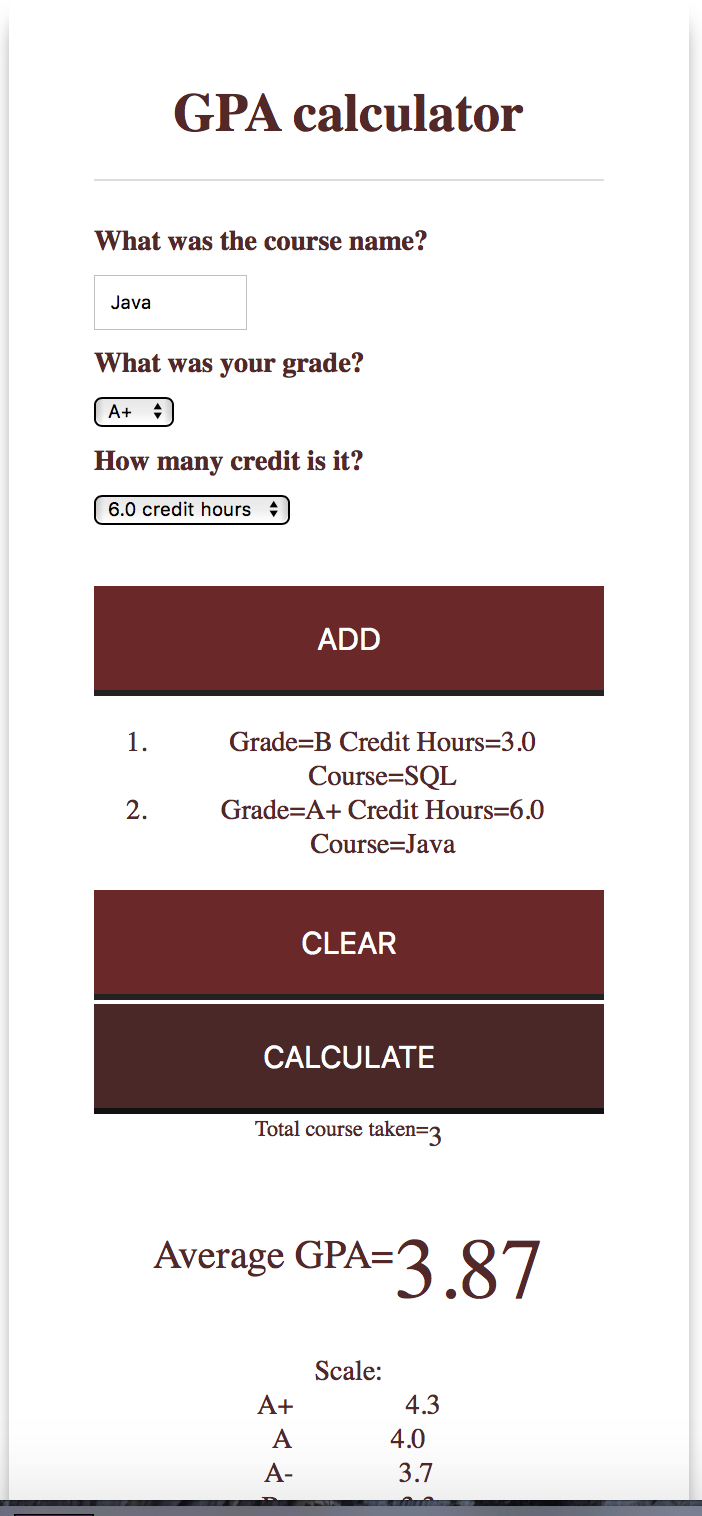 GPA calculator
What was the course name?
Java
What was your grade?
A+
How many credit is it?
6.0 credit hours
ADD
1. Grade=B Credit Hours=3.0
Course=SQL
2. Grade=A+ Credit Hours=6.0
Course=Java
CLEAR
CALCULATE
Total course taken=3
Average GPA=3.87
Scale:
A+ 4.3
A 4.0
A- 3.7